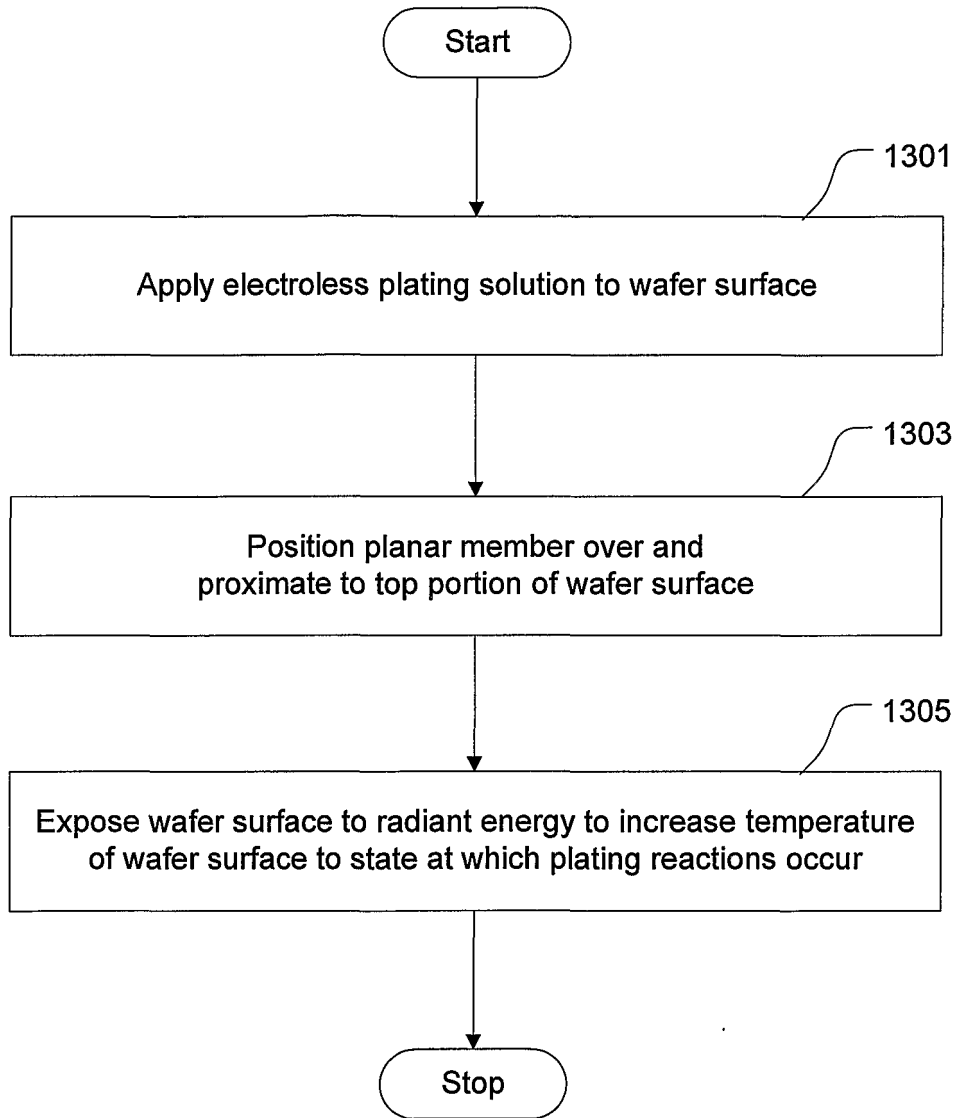 Start
1301
Apply electroless plating solution to wafer surface
1303
Position planar member over and
proximate to top portion of wafer surface
1305
Expose wafer surface to radiant energy to increase temperature
of wafer surface to state at which plating reactions occur
Stop